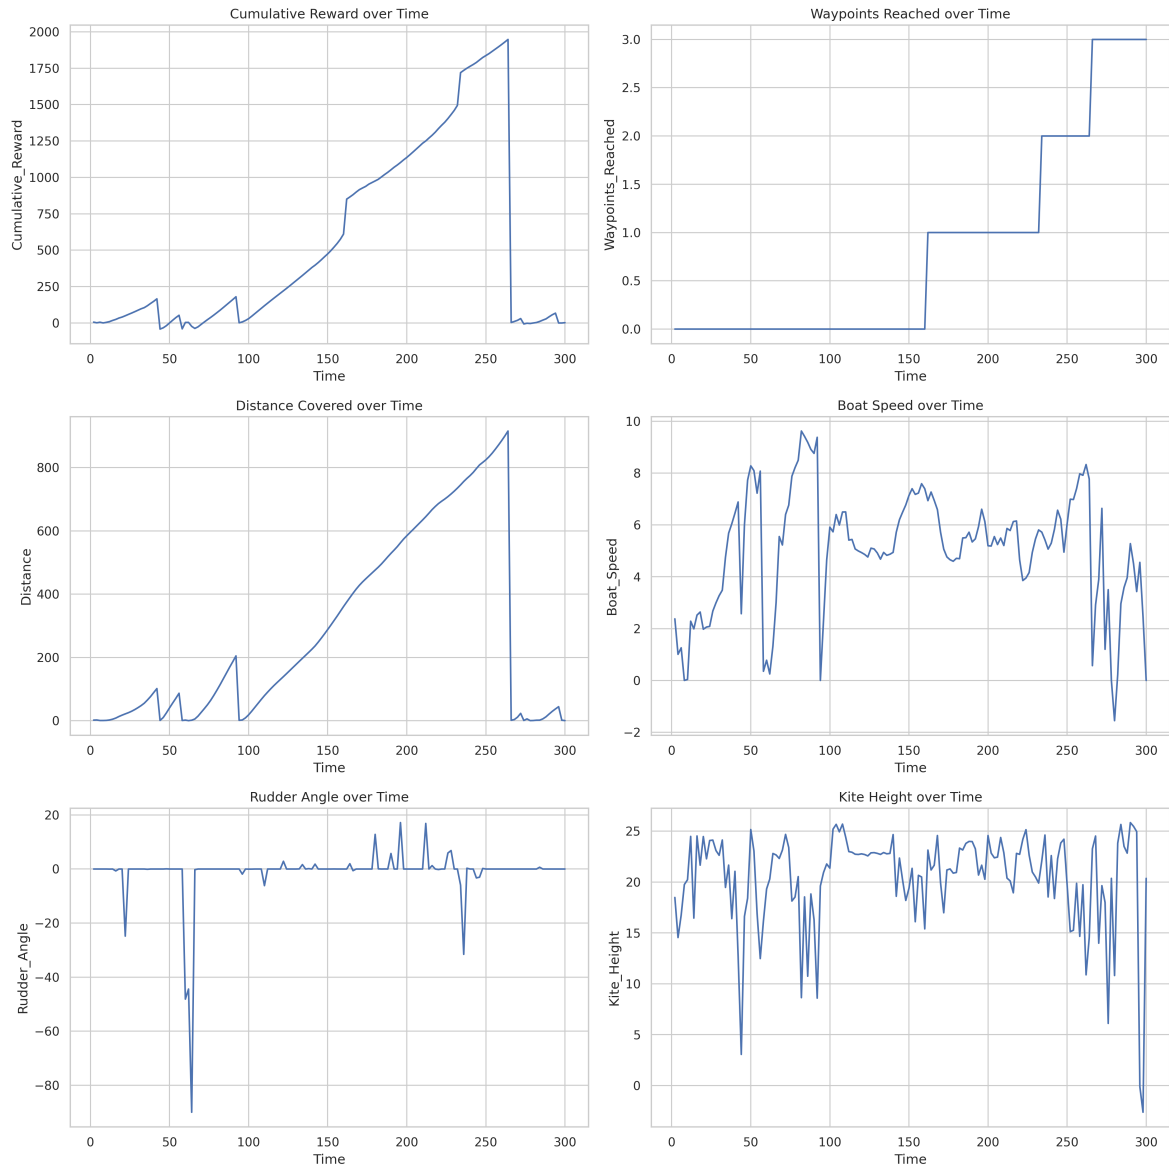 Cumulative Reward over Time
2000
1750
1500
1250
1000
750
500
250
0
Cumulative_Reward
0 50 100 150 200 250 300
Time
Waypoints Reached over Time
3.0
2.5
2.0
1.5
1.0
0.5
0.0
Waypoints_Reached
0 50 100 150 200 250 300
Time
Distance Covered over Time
800
600
400
200
0
Distance
0 50 100 150 200 250 300
Time
Boat Speed over Time
10
8
6
4
2
0
−2
Boat_Speed
0 50 100 150 200 250 300
Time
Rudder Angle over Time
20
0
−20
−40
−60
−80
Rudder_Angle
0 50 100 150 200 250 300
Time
Kite Height over Time
25
20
15
10
5
0
Kite_Height
0 50 100 150 200 250 300
Time